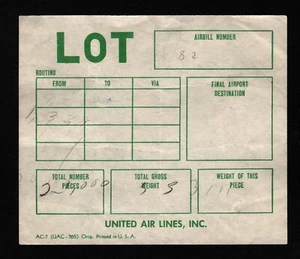 LOT
AIRBILL NUMBER
82
ROUTING
FROM TO VIA
FINAL AIRPORT
DESTINATION
TOTAL NUMBER
PIECES
TOTAL GROSS
WEIGHT
WEIGHT OF THIS
PIECE
UNITED AIR LINES, INC.